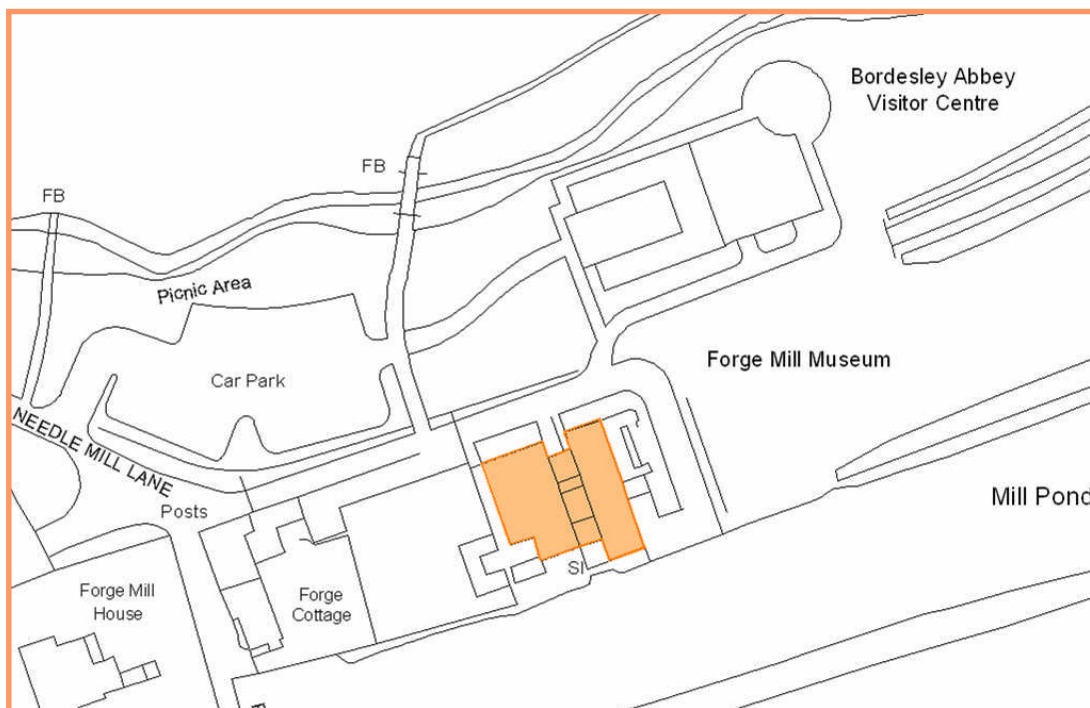 Bordesley Abbey
Visitor Centre
FB
FB
Picnic Area
Forge Mill Museum
Car Park
NEEDLE MILL LANE
Mill Pond
Posts
SI
Forge Mill
House
Forge
Cottage